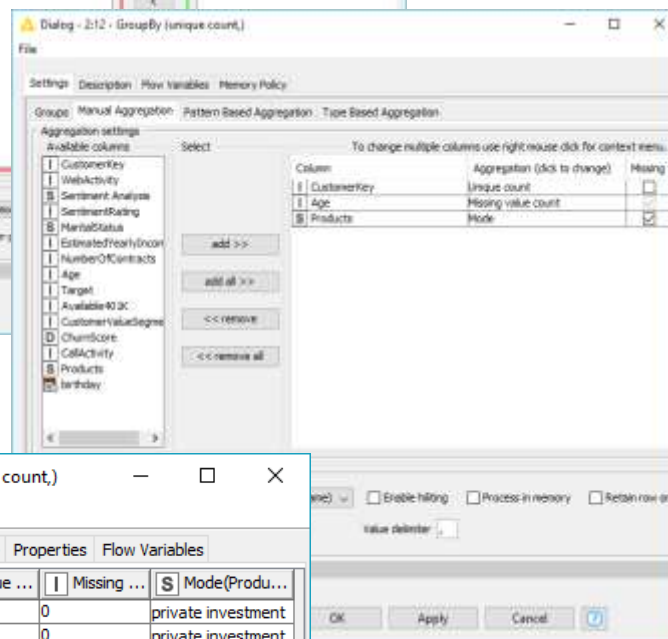 Dialog - 2:12 - GroupBy (unique count,)
File
Settings Description Flow Variables Memory Policy
Groups Manual Aggregation Pattern Based Aggregation Type Based Aggregation
Aggregation settings
Available columns Select To change multiple columns use right mouse click for context menu.
I CustomerKey
I WebActivity
S Sentiment Analysis
I SentimentRating
S MaritalStatus
I EstimatedYearlyIncom
I NumberOfContracts
I Age
I Target
I Available401K
I CustomerValueSegme
D ChurnScore
I CallActivity
S Products
birthday
add >>
add all >>
<< remove
<< remove all
Column Aggregation (click to change) Missing
I CustomerKey Unique count
I Age Missing value count
S Products Mode
Enable hiliting Process in memory Retain row or
Value delimiter ,
OK Apply Cancel ?
count,)
Properties Flow Variables
ue ... I Missing ... S Mode(Produ...
0 private investment
0 private investment